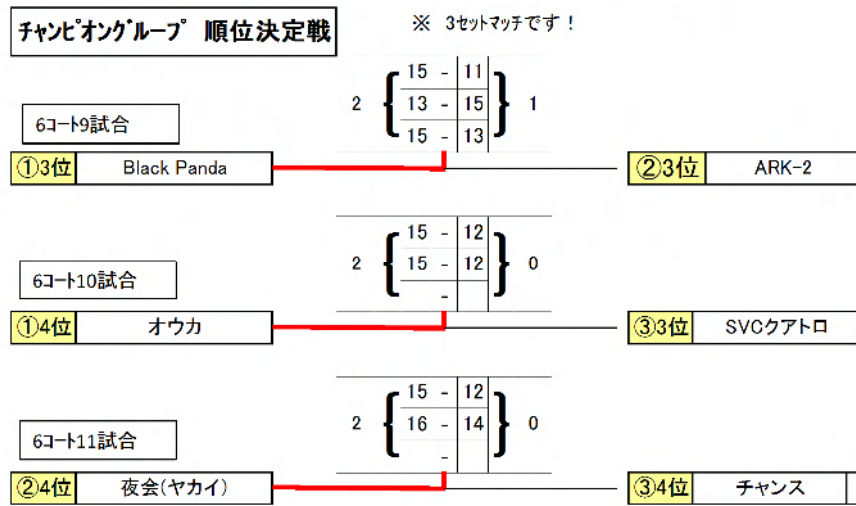 チャンピオングループ 順位決定戦
※ 3セットマッチです！
15 - 11
2 { 13 - 15 } 1
15 - 13
6コート9試合
①3位 Black Panda ②3位 ARK-2
15 - 12
2 { 15 - 12 } 0
-
6コート10試合
①4位 オウカ ③3位 SVCクアトロ
15 - 12
2 { 16 - 14 } 0
-
6コート11試合
②4位 夜会(ヤカイ) ③4位 チャンス